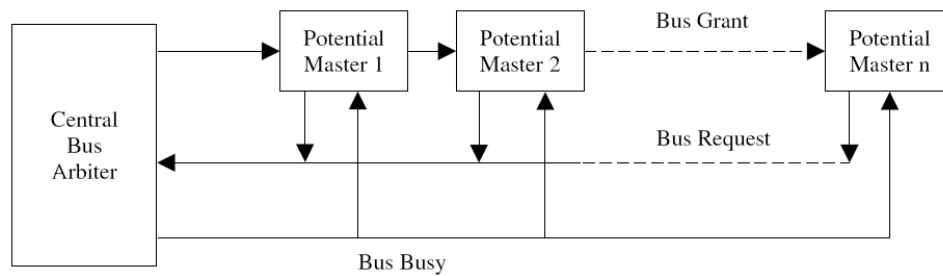 Bus Grant
Potential
Master 1
Potential
Master 2
Potential
Master n
Central
Bus
Arbiter
Bus Request
Bus Busy